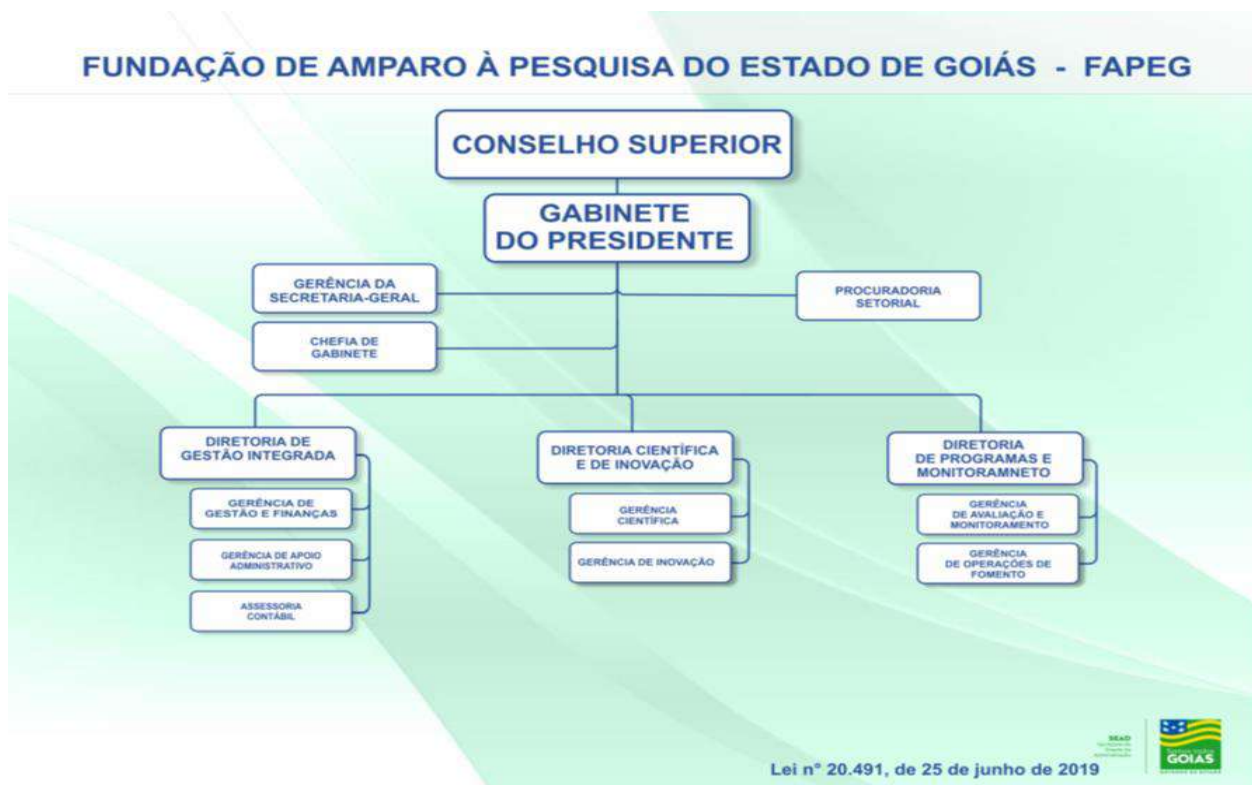 FUNDAÇÃO DE AMPARO À PESQUISA DO ESTADO DE GOIÁS - FAPEG
CONSELHO SUPERIOR
GABINETE
DO PRESIDENTE
GERÊNCIA DA
SECRETARIA-GERAL
PROCURADORIA
SETORIAL
CHEFIA DE
GABINETE
DIRETORIA DE
GESTÃO INTEGRADA
GERÊNCIA DE
GESTÃO E FINANÇAS
GERÊNCIA DE APOIO
ADMINISTRATIVO
ASSESSORIA
CONTÁBIL
DIRETORIA CIENTÍFICA
E DE INOVAÇÃO
GERÊNCIA
CIENTÍFICA
GERÊNCIA DE INOVAÇÃO
DIRETORIA
DE PROGRAMAS E
MONITORAMNETO
GERÊNCIA
DE AVALIAÇÃO E
MONITORAMENTO
GERÊNCIA
DE OPERAÇÕES DE
FOMENTO
SEAD
GOIÁS
Lei n° 20.491, de 25 de junho de 2019